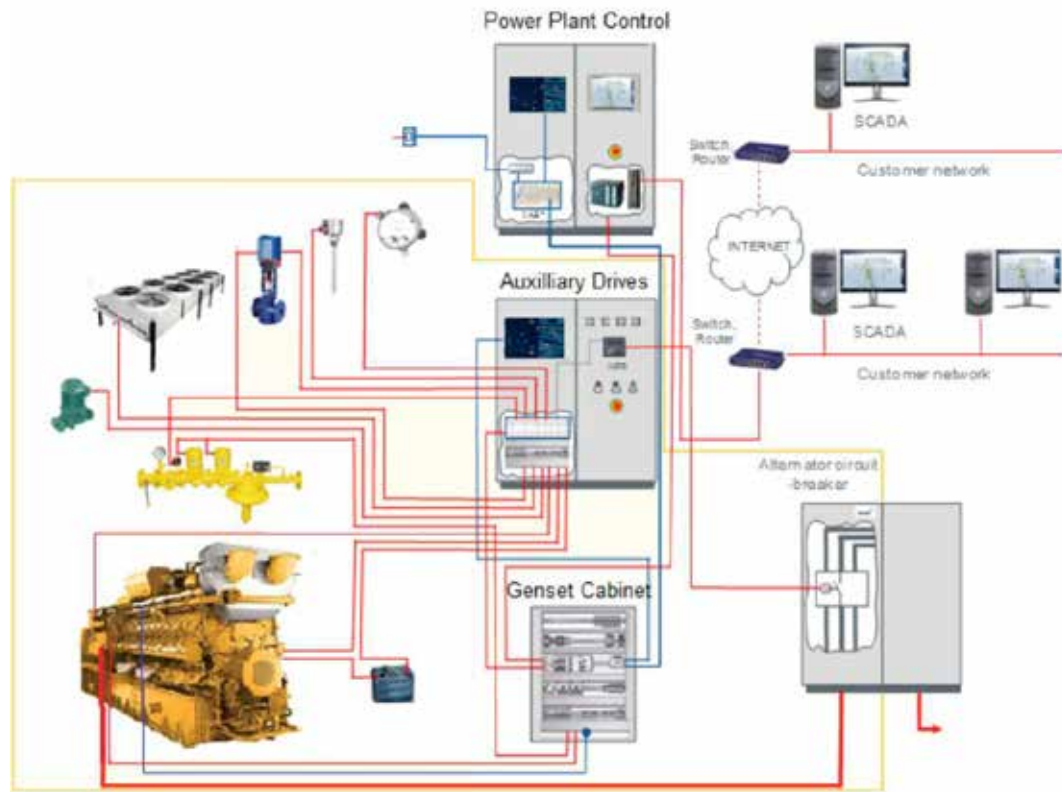 Power Plant Control
SCADA
Switch,
Router
Customer network
INTERNET
Auxilliary Drives
SCADA
Switch,
Router
Customer network
Alternator circuit
-breaker
Genset Cabinet